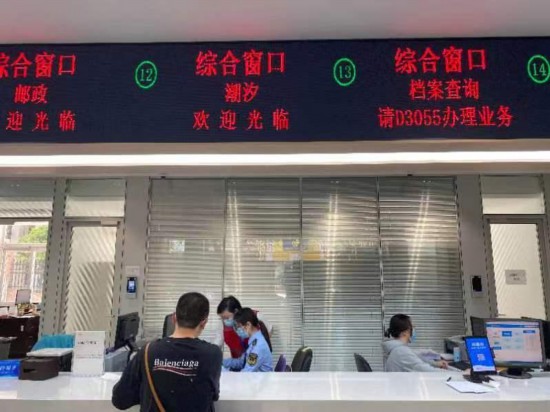 综合窗口
邮政
迎 光 临
12
综合窗口
潮汐
欢 迎 光 临
13
综合窗口
档案查询
请D3055办理业务
14
Balenciaga